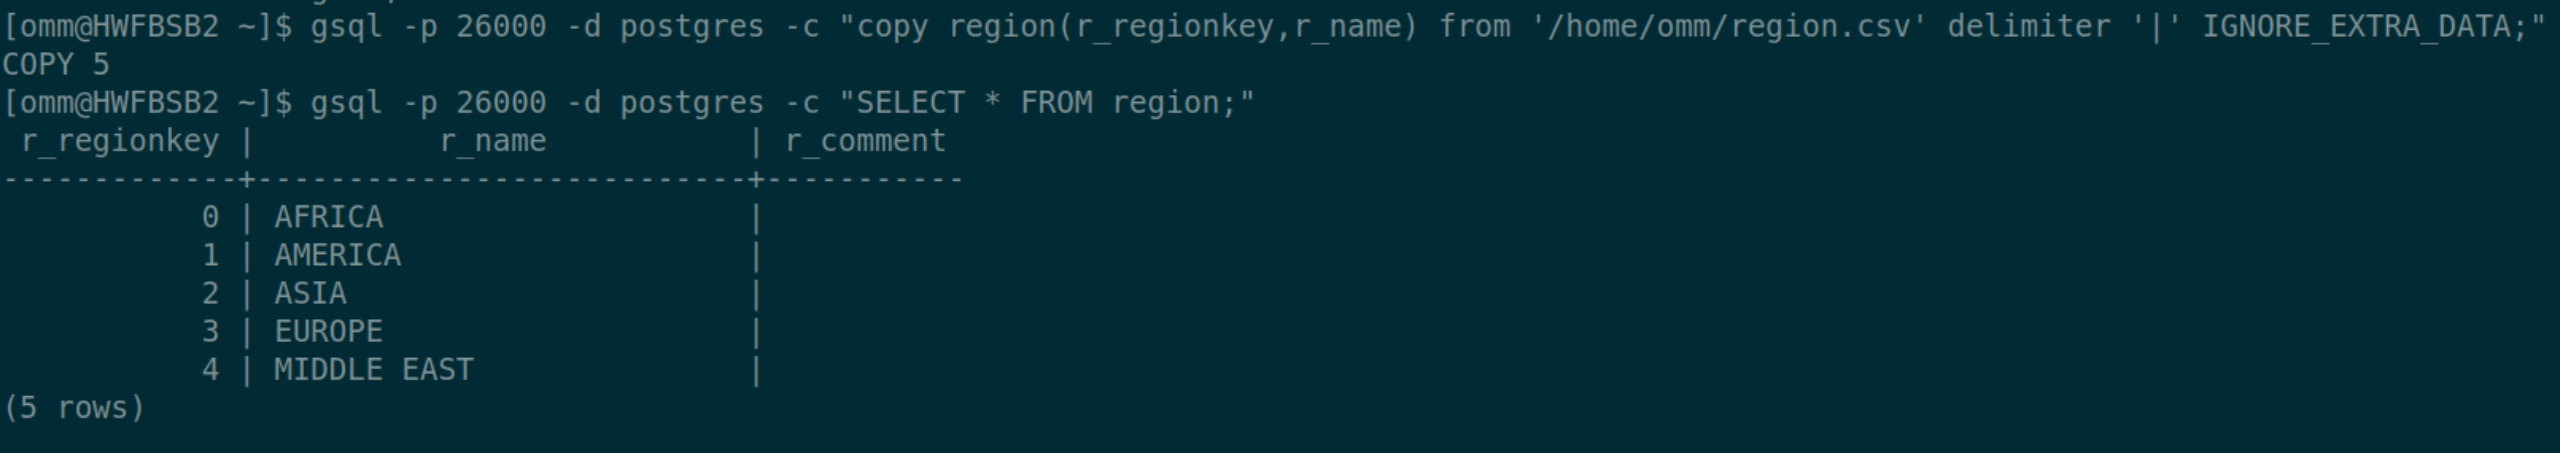 [omm@HWFBSB2 ~]$ gsql -p 26000 -d postgres -c "copy region(r_regionkey,r_name) from '/home/omm/region.csv' delimiter '|' IGNORE_EXTRA_DATA;"
COPY 5
[omm@HWFBSB2 ~]$ gsql -p 26000 -d postgres -c "SELECT * FROM region;"
 r_regionkey |          r_name           | r_comment
-------------+---------------------------+-----------
           0 | AFRICA                    |
           1 | AMERICA                   |
           2 | ASIA                      |
           3 | EUROPE                    |
           4 | MIDDLE EAST               |
(5 rows)